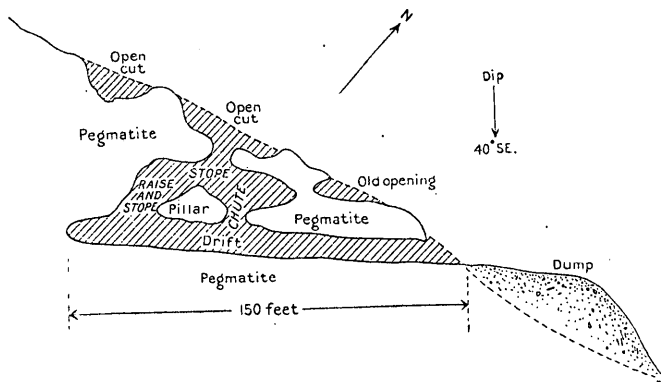 N
Open
cut
Dip
Open
cut
40° SE.
Pegmatite
STOPE
Old opening
RAISE
AND
STOPE
Pillar
CHUTE
Pegmatite
Drift
Dump
Pegmatite
150 feet